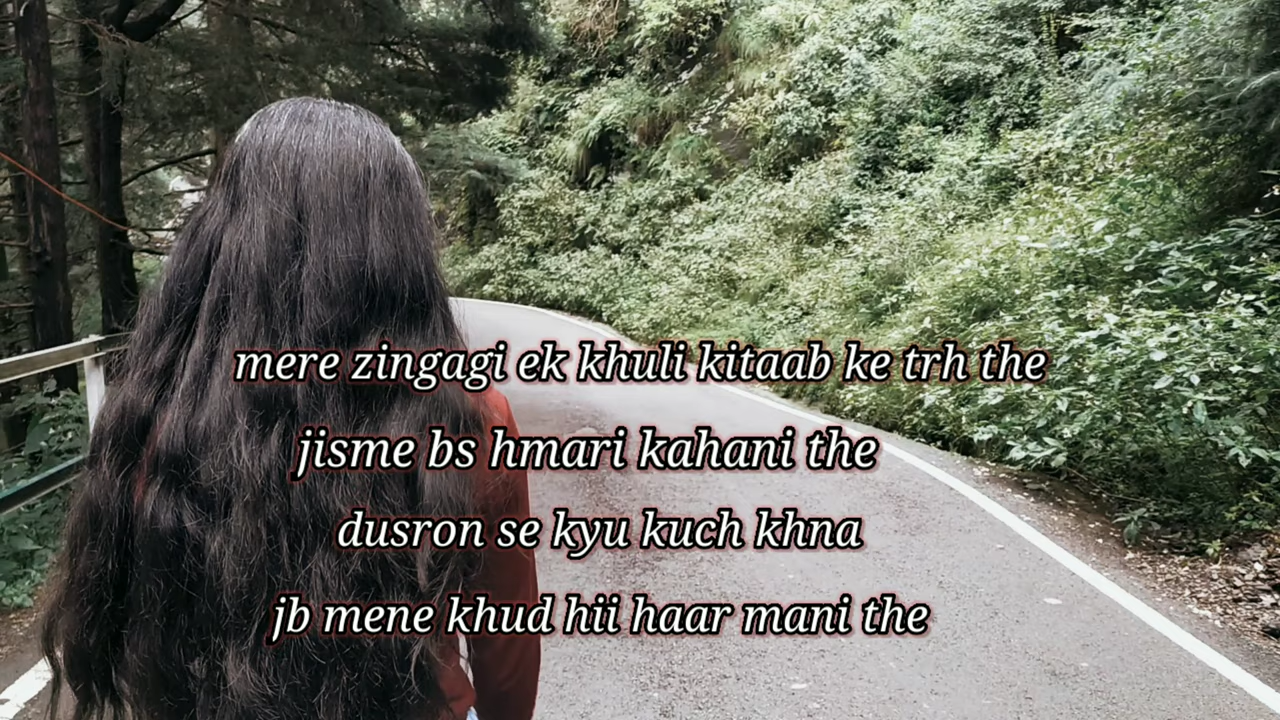 mere zingagi ek khuli kitaab ke trh the
jisme bs hmari kahani the
dusron se kyu kuch khna
jb mene khud hii haar mani the